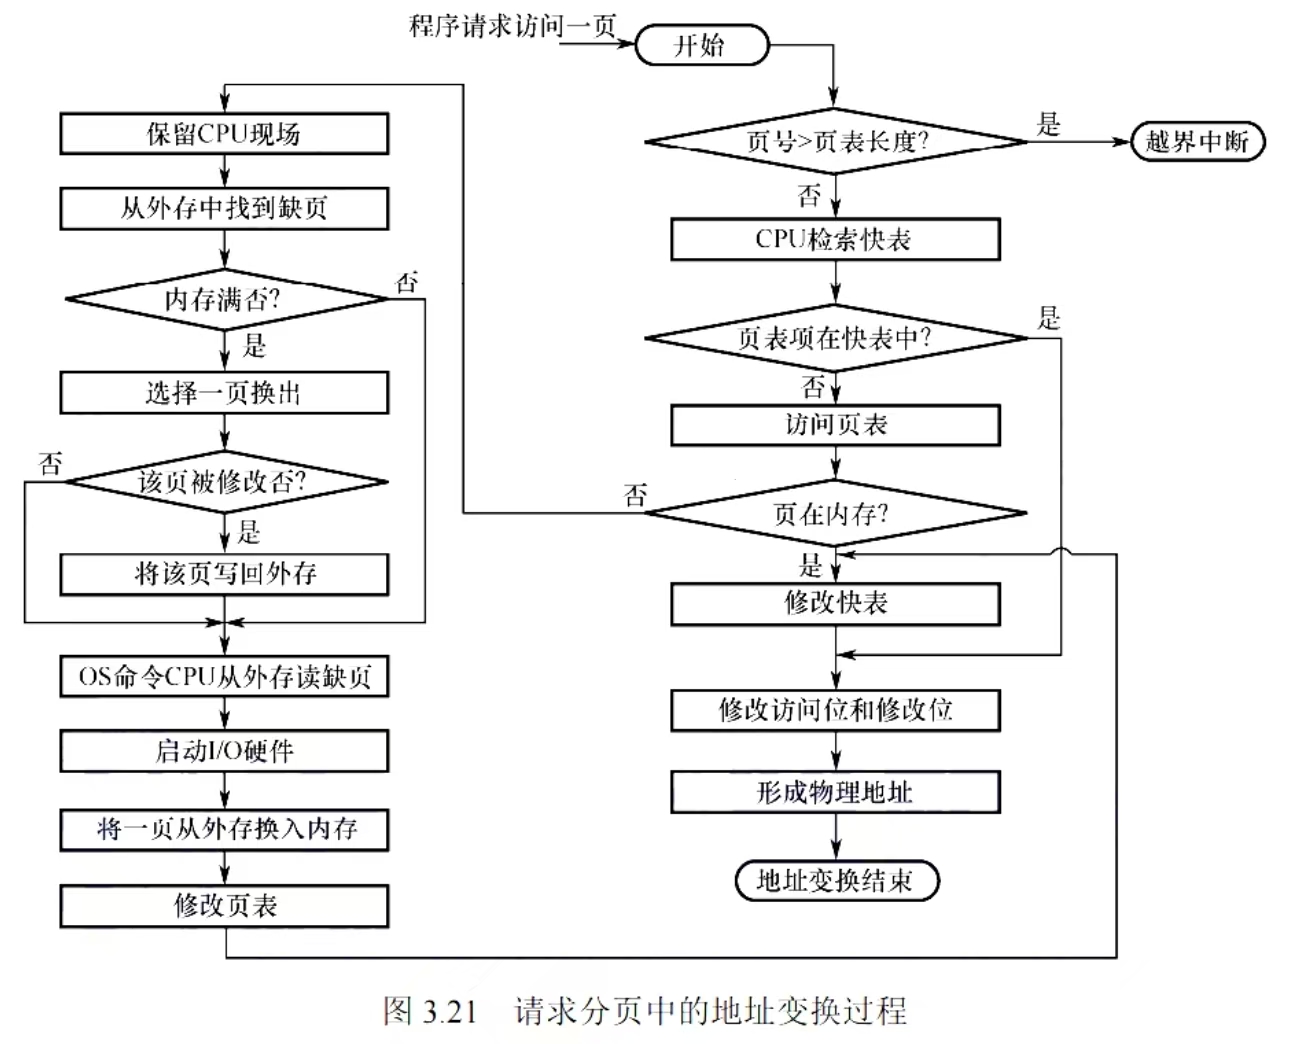 程序请求访问一页
开始
页号>页表长度?
是
越界中断
否
CPU检索快表
页表项在快表中?
是
否
访问页表
页在内存?
否
是
修改快表
修改访问位和修改位
形成物理地址
地址变换结束
保留CPU现场
从外存中找到缺页
内存满否?
否
是
选择一页换出
该页被修改否?
否
是
将该页写回外存
OS命令CPU从外存读缺页
启动I/O硬件
将一页从外存换入内存
修改页表
图 3.21 请求分页中的地址变换过程